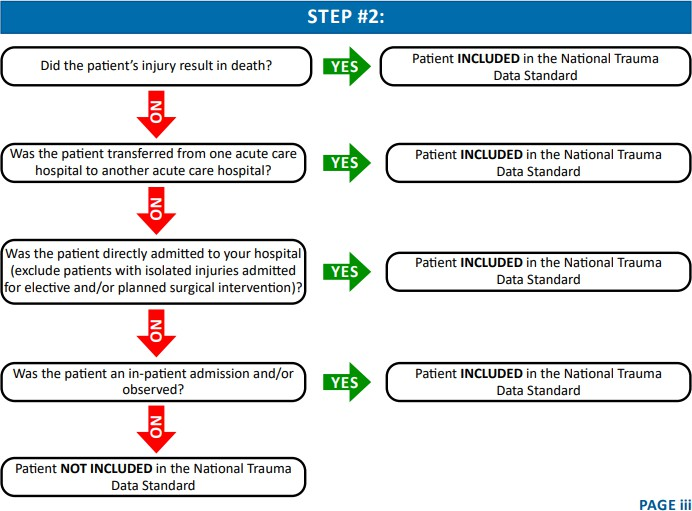 STEP #2:
Did the patient's injury result in death?
YES
Patient INCLUDED in the National Trauma
Data Standard
NO
Was the patient transferred from one acute care
hospital to another acute care hospital?
YES
Patient INCLUDED in the National Trauma
Data Standard
NO
Was the patient directly admitted to your hospital
(exclude patients with isolated injuries admitted
for elective and/or planned surgical intervention)?
YES
Patient INCLUDED in the National Trauma
Data Standard
NO
Was the patient an in-patient admission and/or
observed?
YES
Patient INCLUDED in the National Trauma
Data Standard
NO
Patient NOT INCLUDED in the National Trauma
Data Standard
PAGE iii